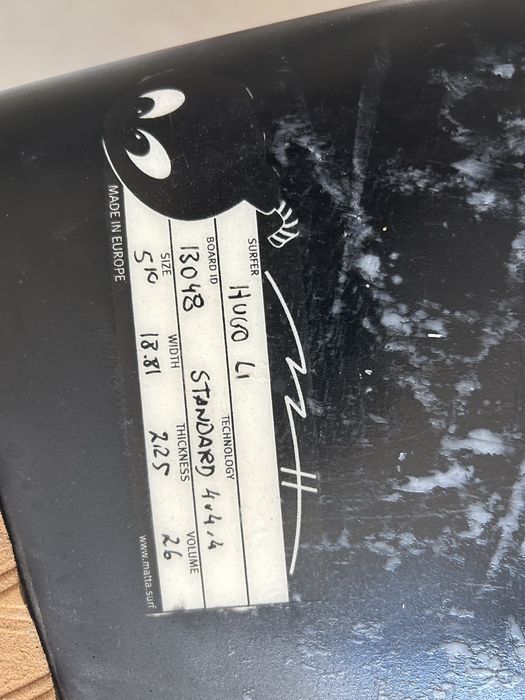 SURFER
HUGO LI
BOARD ID TECHNOLOGY
13048 STANDARD 4+4,4
SIZE WIDTH THICKNESS VOLUME
5'10 18.81 2.25 26
MADE IN EUROPE www.matta.surf